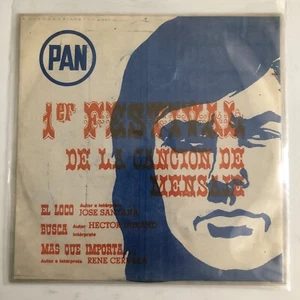 PAN
1er FESTIVAL
DE LA CANCION DE
MENSAJE
EL LOCO Autor e Intérprete
JOSE SANTANA
BUSCA Autor HECTOR
Intérprete
MAS QUE IMPORTA
Autor e Intérprete RENE